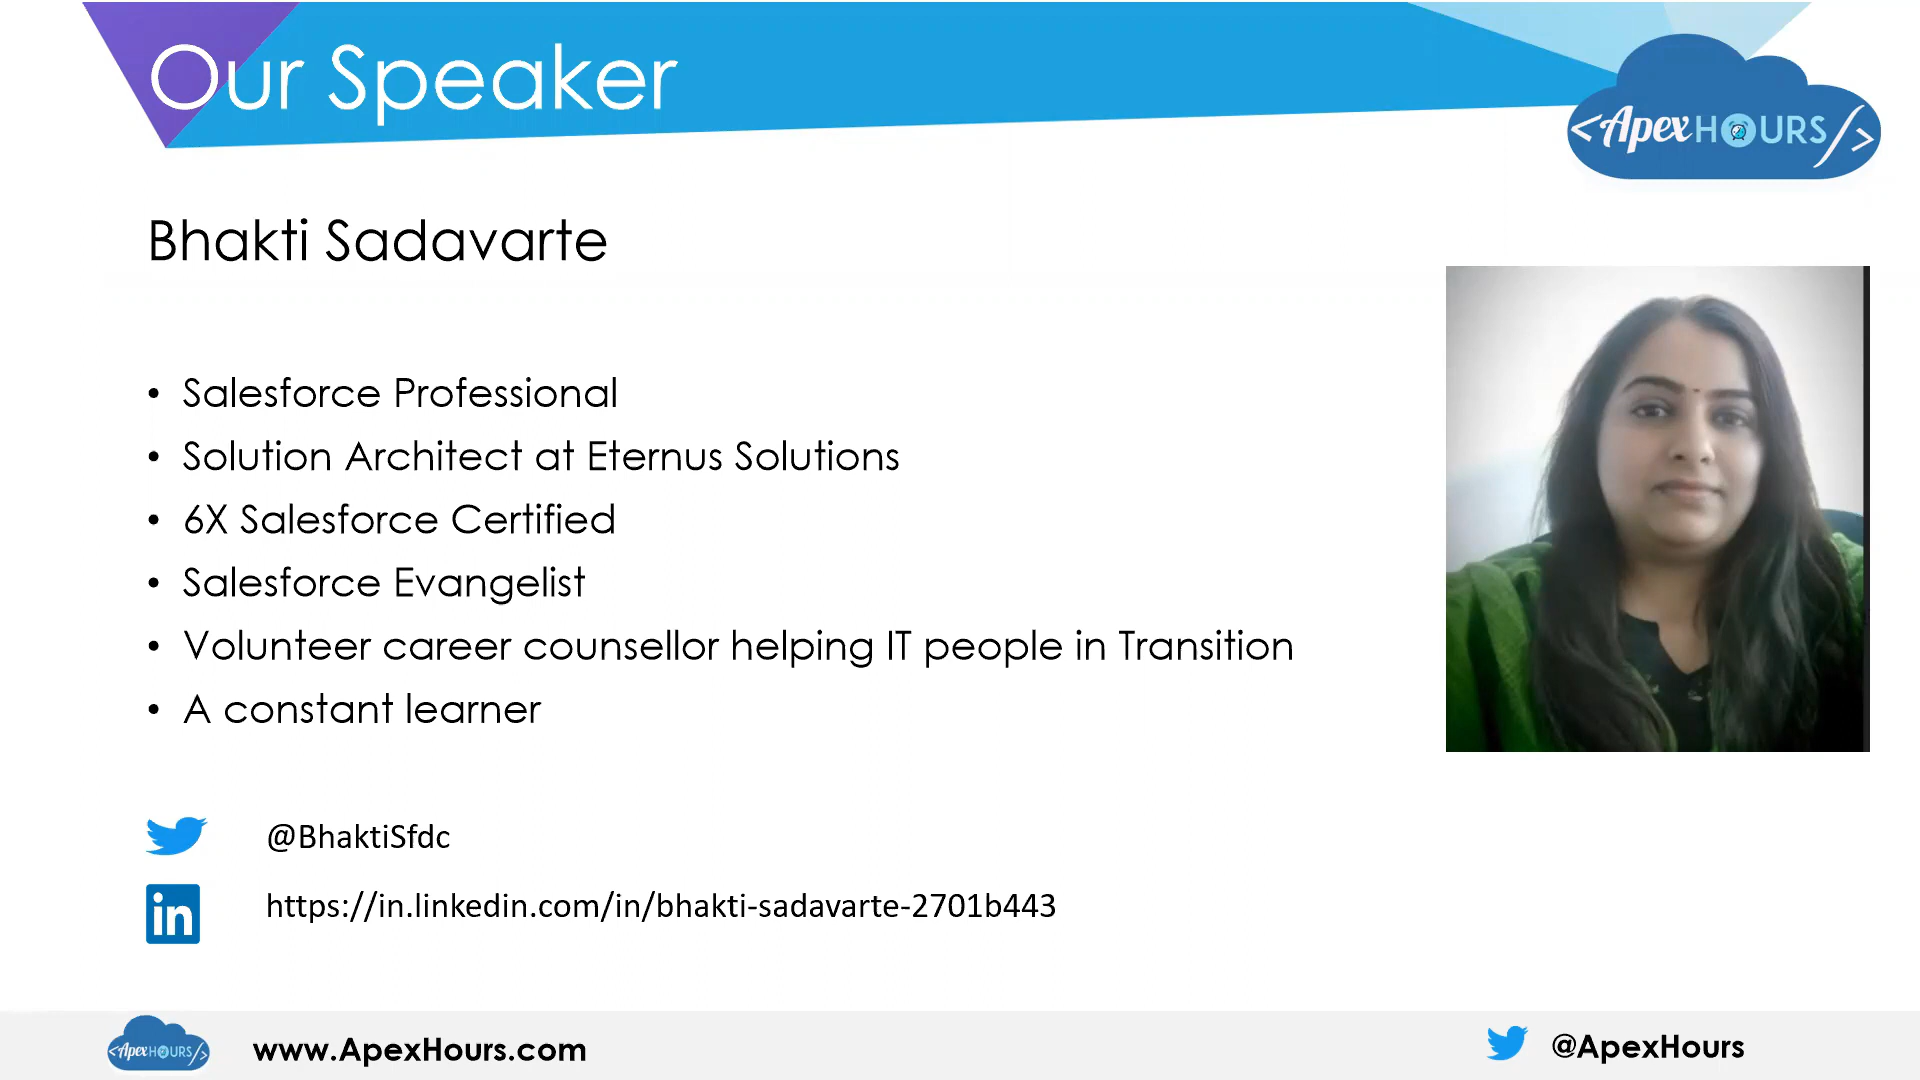 Our Speaker
<ApexHOURS/>
Bhakti Sadavarte
• Salesforce Professional
• Solution Architect at Eternus Solutions
• 6X Salesforce Certified
• Salesforce Evangelist
• Volunteer career counsellor helping IT people in Transition
• A constant learner
@BhaktiSfdc
in
https://in.linkedin.com/in/bhakti-sadavarte-2701b443
<ApexHOURS/>
www.ApexHours.com
@ApexHours